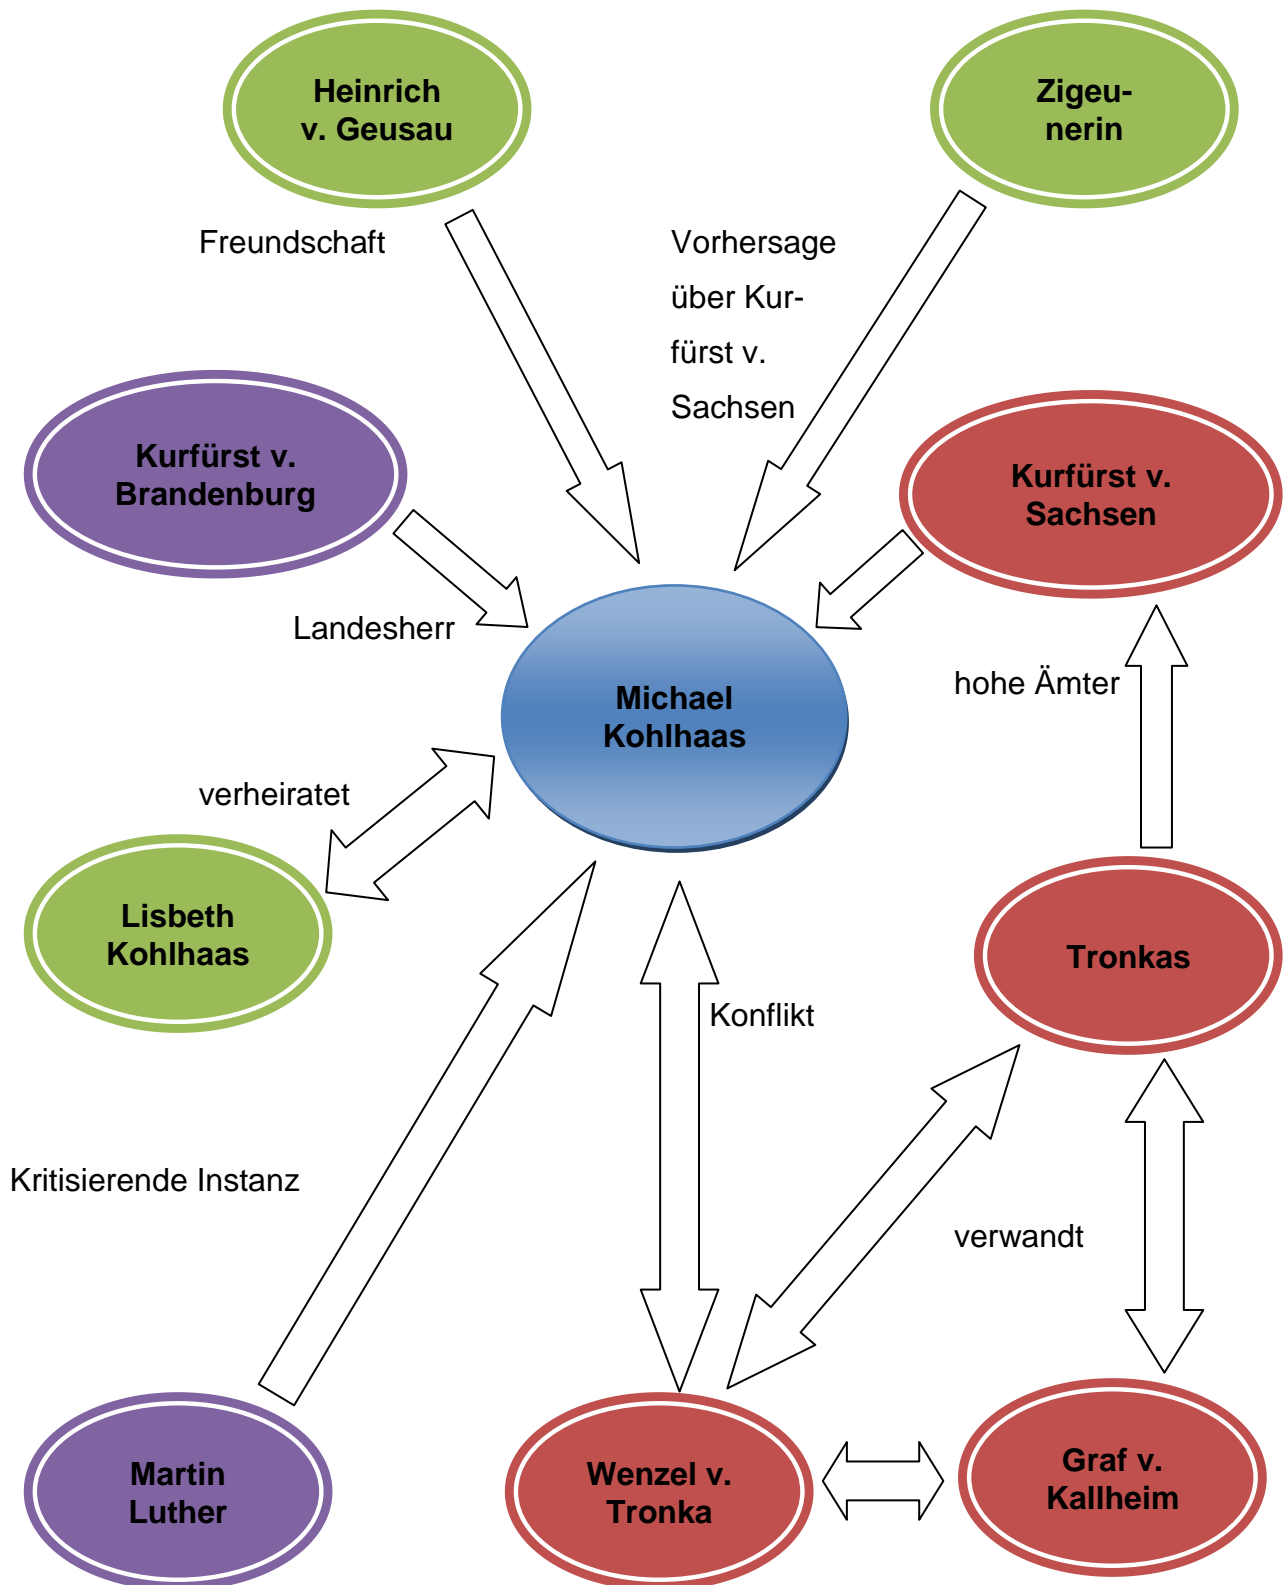 Heinrich
v. Geusau
Zigeu-
nerin
Freundschaft
Vorhersage
über Kur-
fürst v.
Sachsen
Kurfürst v.
Brandenburg
Kurfürst v.
Sachsen
Landesherr
Michael
Kohlhaas
hohe Ämter
verheiratet
Lisbeth
Kohlhaas
Tronkas
Konflikt
Kritisierende Instanz
verwandt
Martin
Luther
Wenzel v.
Tronka
Graf v.
Kallheim